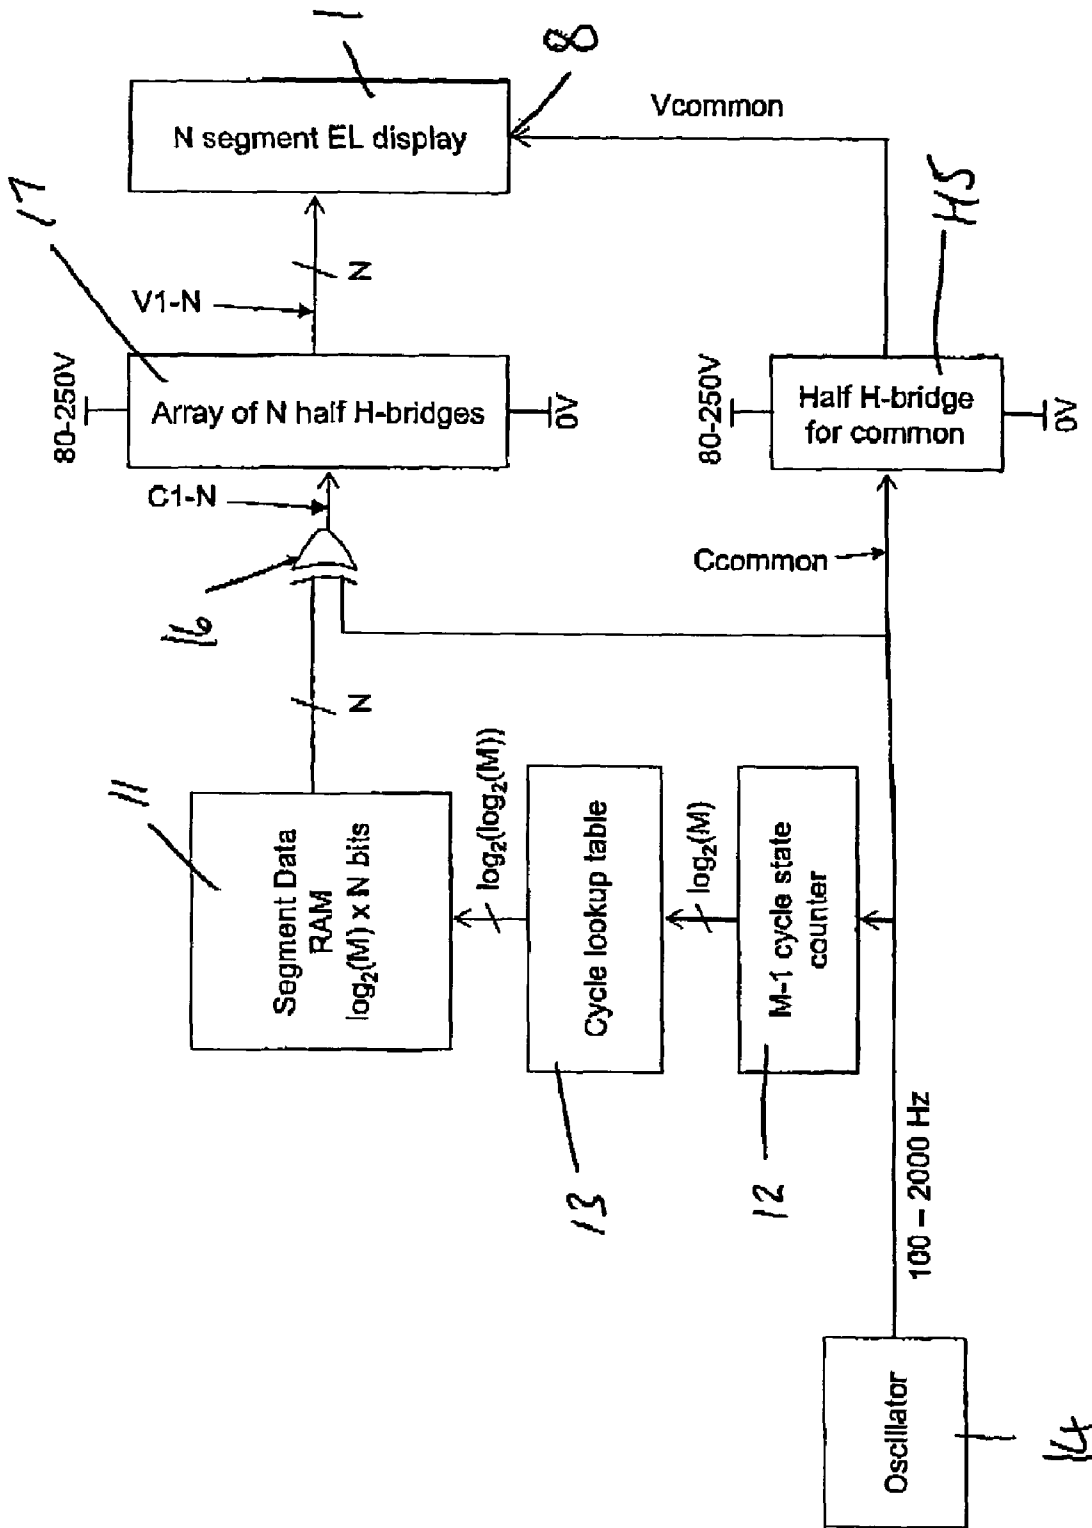 1
N segment EL display
8
Vcommon
17
V1-N
N
80-250V
Array of N half H-bridges
0V
H5
80-250V
Half H-bridge
for common
0V
C1-N
16
Ccommon
N
11
Segment Data
RAM
log₂(M) x N bits
log₂(log₂(M))
Cycle lookup table
13
log₂(M)
M-1 cycle state
counter
12
100 – 2000 Hz
Oscillator
14